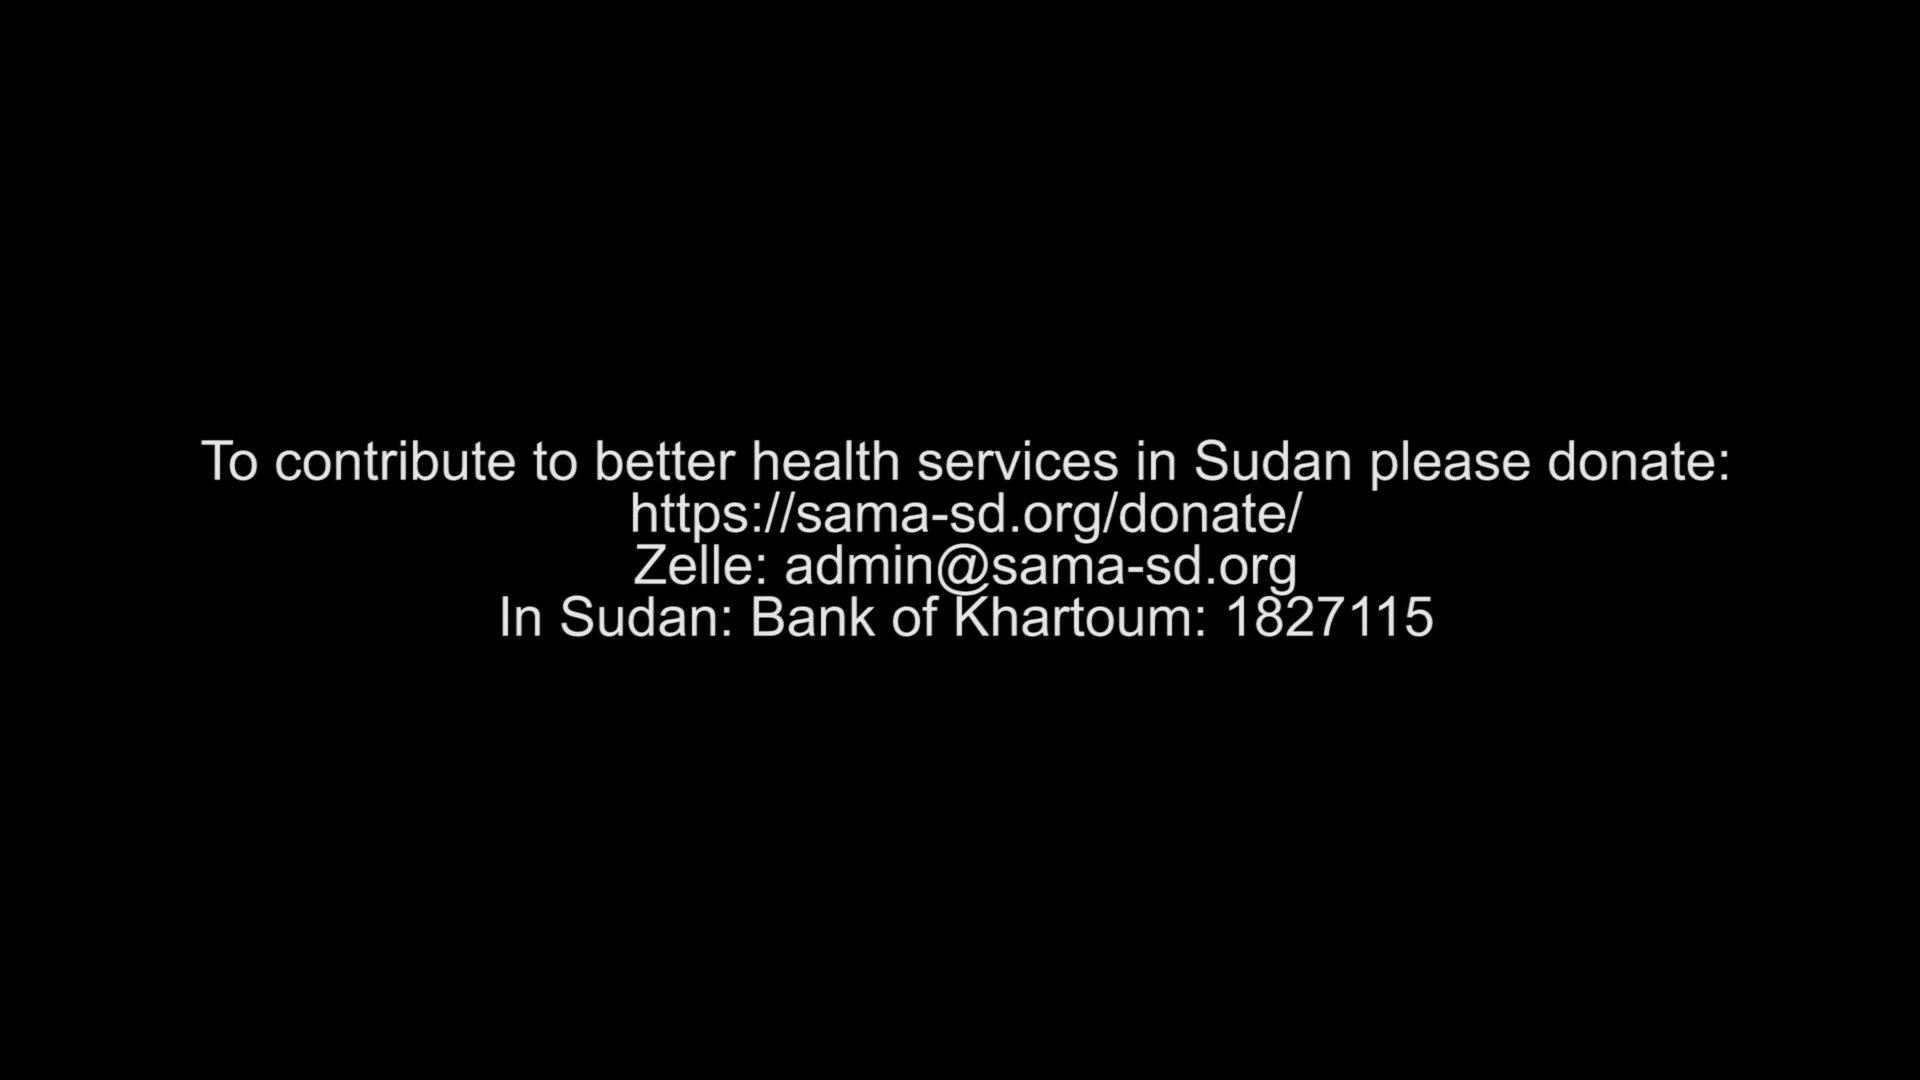 To contribute to better health services in Sudan please donate:
https://sama-sd.org/donate/
Zelle: admin@sama-sd.org
In Sudan: Bank of Khartoum: 1827115